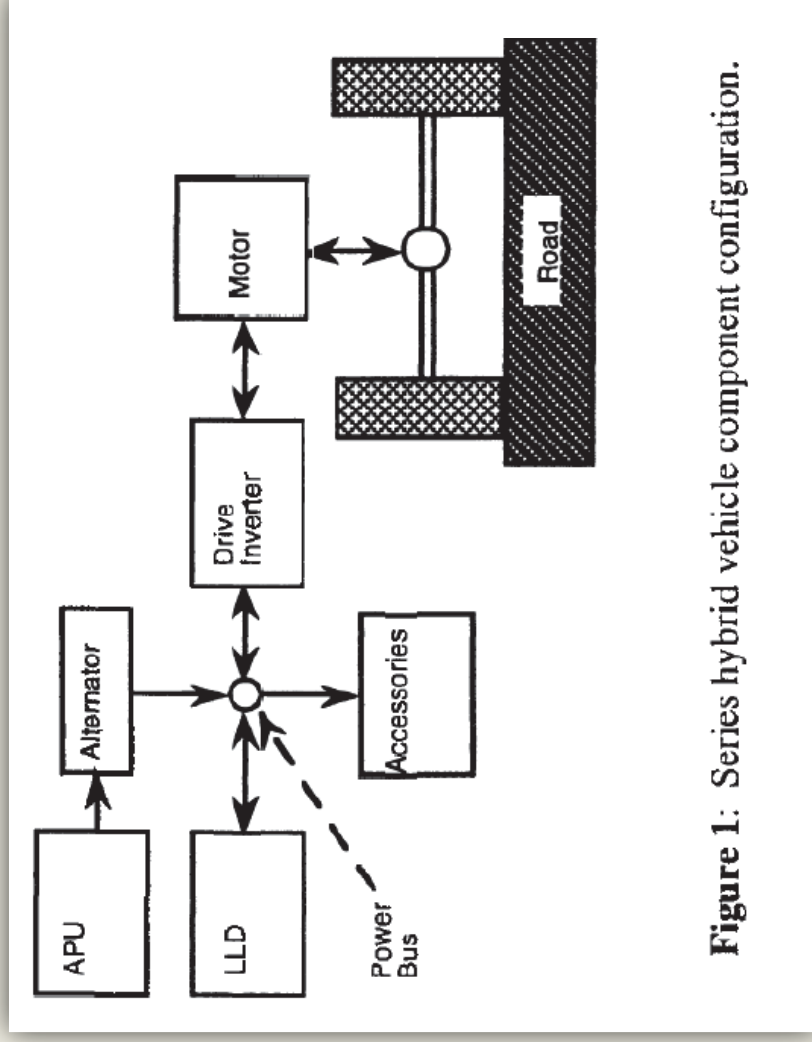 APU
Alternator
LLD
Power
Bus
Accessories
Drive
Inverter
Motor
Road
Figure 1: Series hybrid vehicle component configuration.